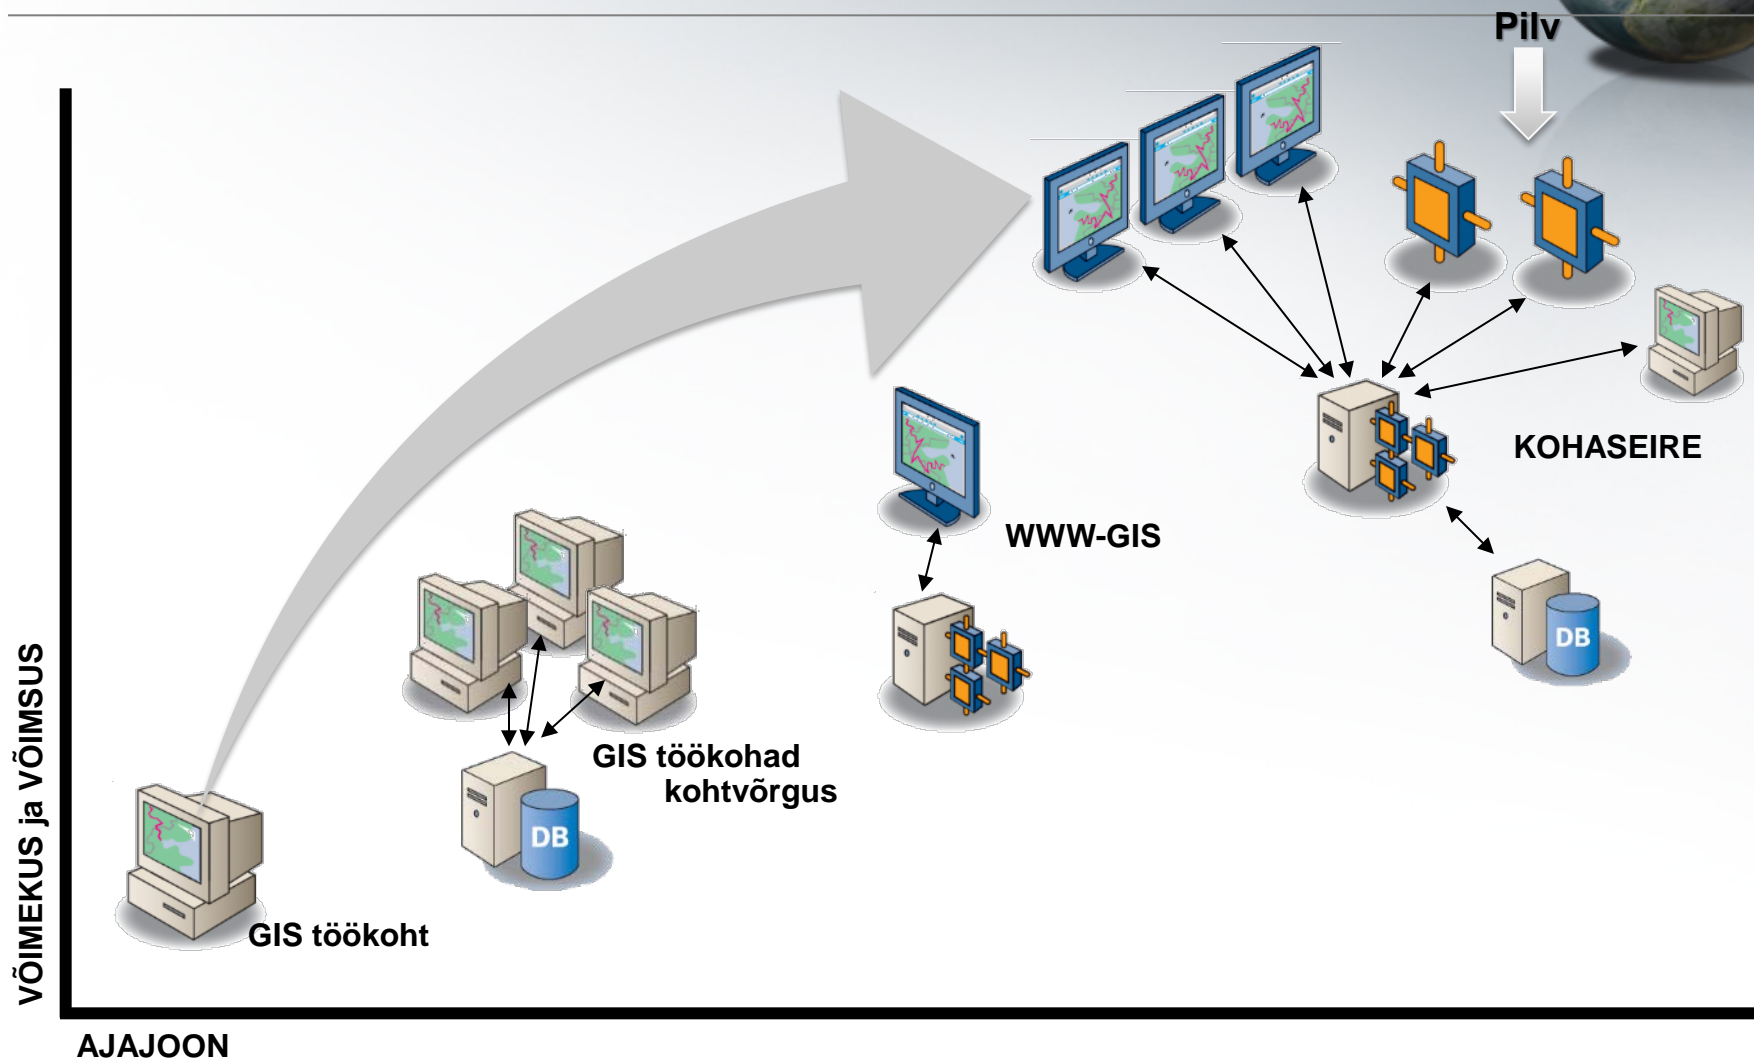 Pilv
KOHASEIRE
WWW-GIS
DB
GIS töökohad
kohtvõrgus
DB
GIS töökoht
VÕIMEKUS ja VÕIMSUS
AJAJOON